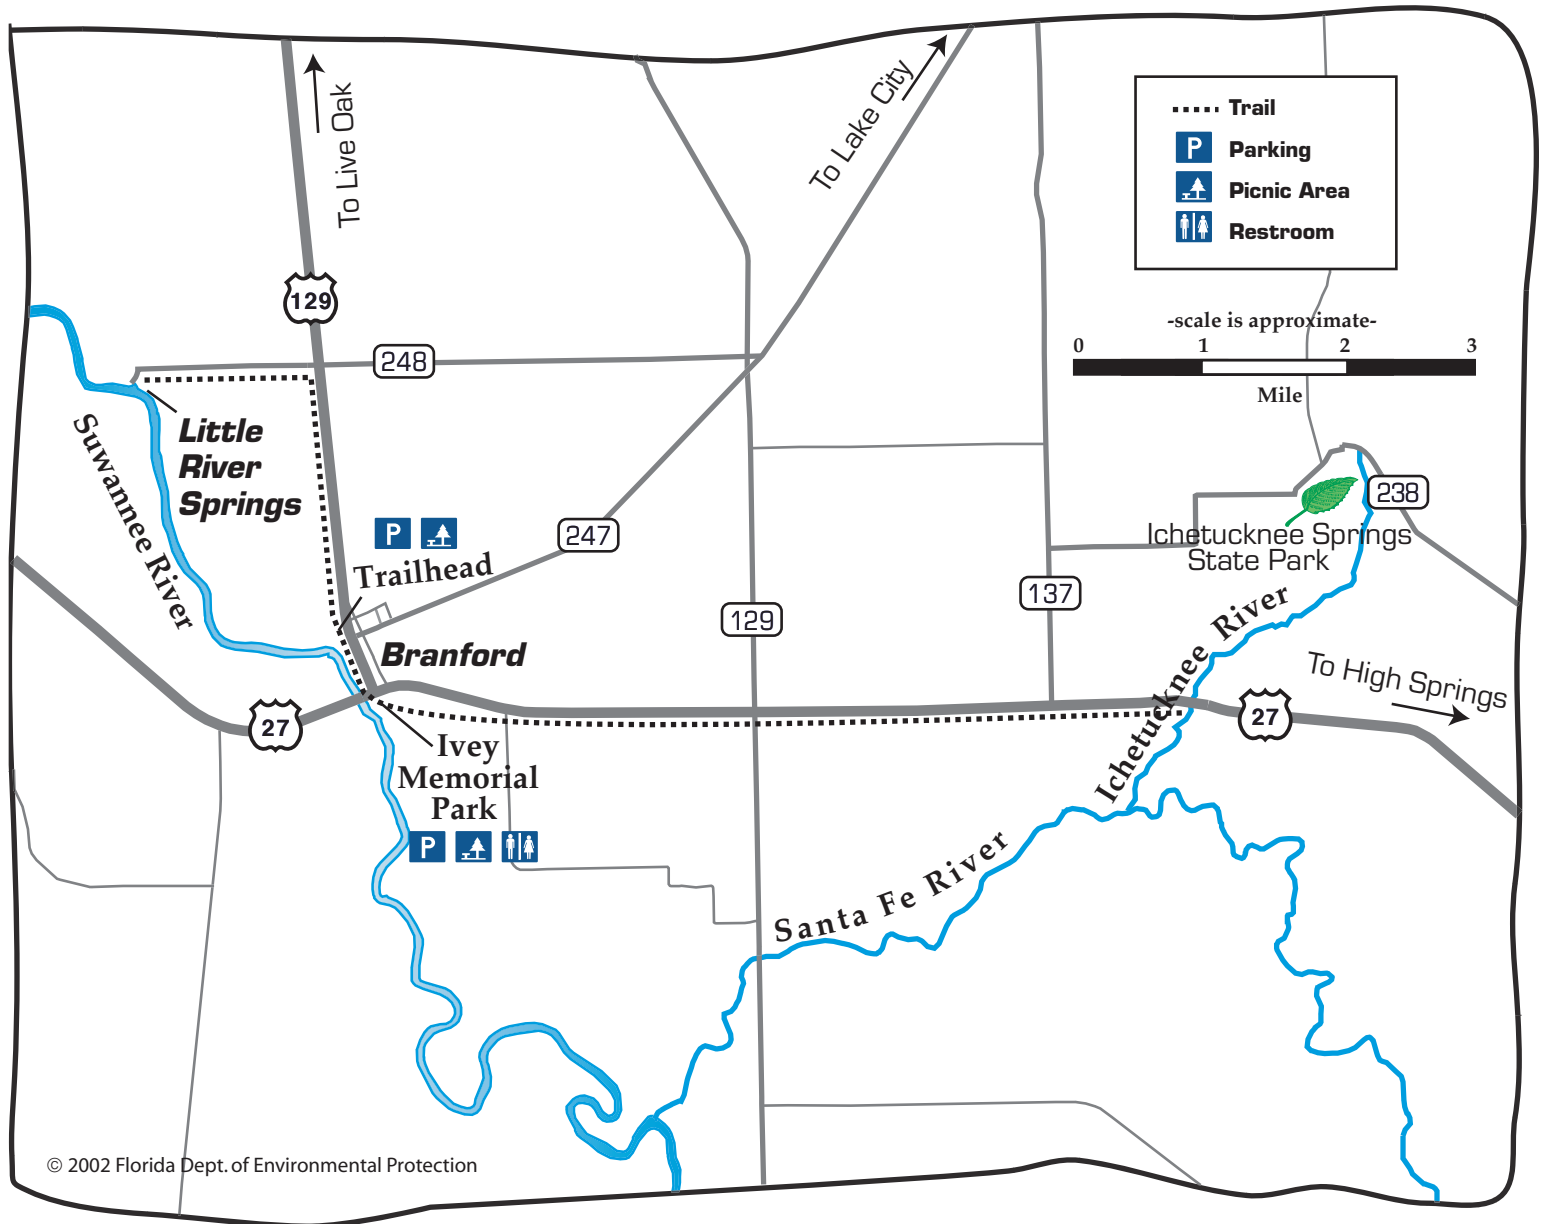 To Live Oak
To Lake City
Trail
P Parking
Picnic Area
Restroom
129
-scale is approximate-
0 1 2 3
Mile
248
Little
River
Springs
Suwannee River
P
Trailhead
247
238
Ichetucknee Springs
State Park
137
129
Branford
Ichetucknee River
To High Springs
27
27
Ivey
Memorial
Park
P
Santa Fe River
© 2002 Florida Dept. of Environmental Protection